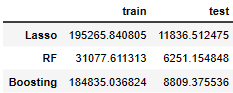 train test
Lasso 195265.840805 11836.512475
RF 31077.611313 6251.154848
Boosting 184835.036824 8809.375536